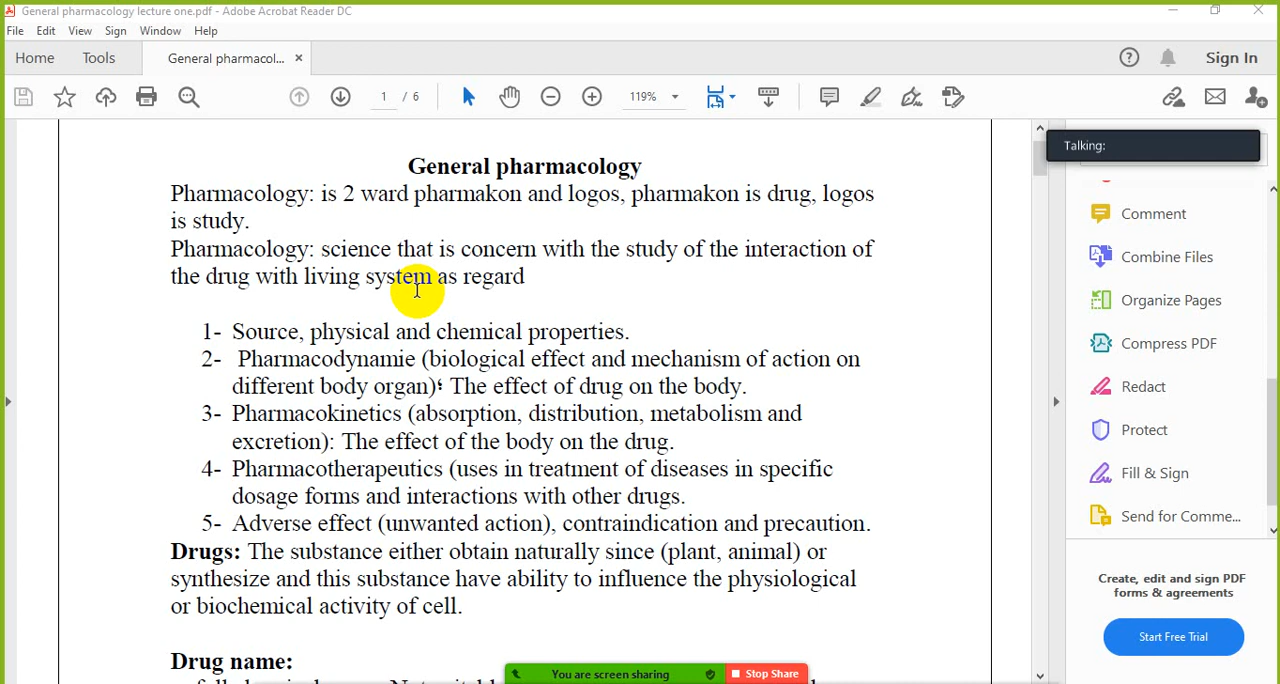 General pharmacology lecture one.pdf - Adobe Acrobat Reader DC
File Edit View Sign Window Help
Home Tools General pharmacol... × Sign In
1 / 6 119%
Talking:
General pharmacology
Pharmacology: is 2 ward pharmakon and logos, pharmakon is drug, logos
is study.
Pharmacology: science that is concern with the study of the interaction of
the drug with living system as regard
1- Source, physical and chemical properties.
2- Pharmacodynamie (biological effect and mechanism of action on
different body organ)؛ The effect of drug on the body.
3- Pharmacokinetics (absorption, distribution, metabolism and
excretion): The effect of the body on the drug.
4- Pharmacotherapeutics (uses in treatment of diseases in specific
dosage forms and interactions with other drugs.
5- Adverse effect (unwanted action), contraindication and precaution.
Drugs: The substance either obtain naturally since (plant, animal) or
synthesize and this substance have ability to influence the physiological
or biochemical activity of cell.
Drug name:
Comment
Combine Files
Organize Pages
Compress PDF
Redact
Protect
Fill & Sign
Send for Comme...
Create, edit and sign PDF
forms & agreements
Start Free Trial
You are screen sharing Stop Share